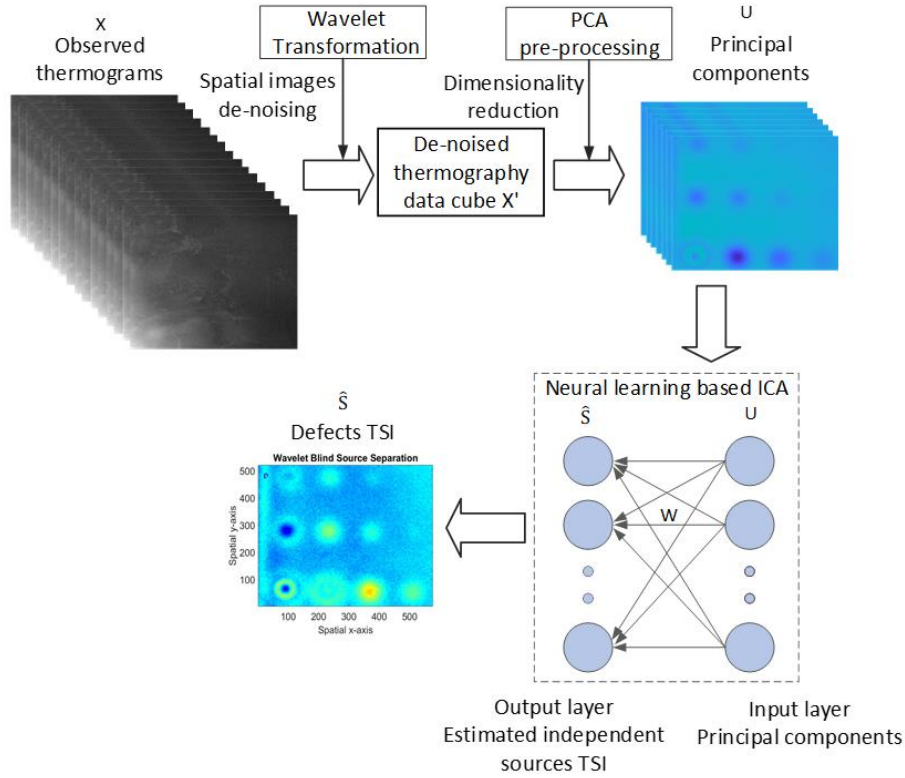 X
Observed
thermograms
Wavelet
Transformation
Spatial images
de-noising
De-noised
thermography
data cube X'
PCA
pre-processing
Dimensionality
reduction
U
Principal
components
Neural learning based ICA
Ŝ
U
W
Output layer
Estimated independent
sources TSI
Input layer
Principal components
Ŝ
Defects TSI
Wavelet Blind Source Separation
500
400
300
200
100
Spatial y-axis
100 200 300 400 500
Spatial x-axis